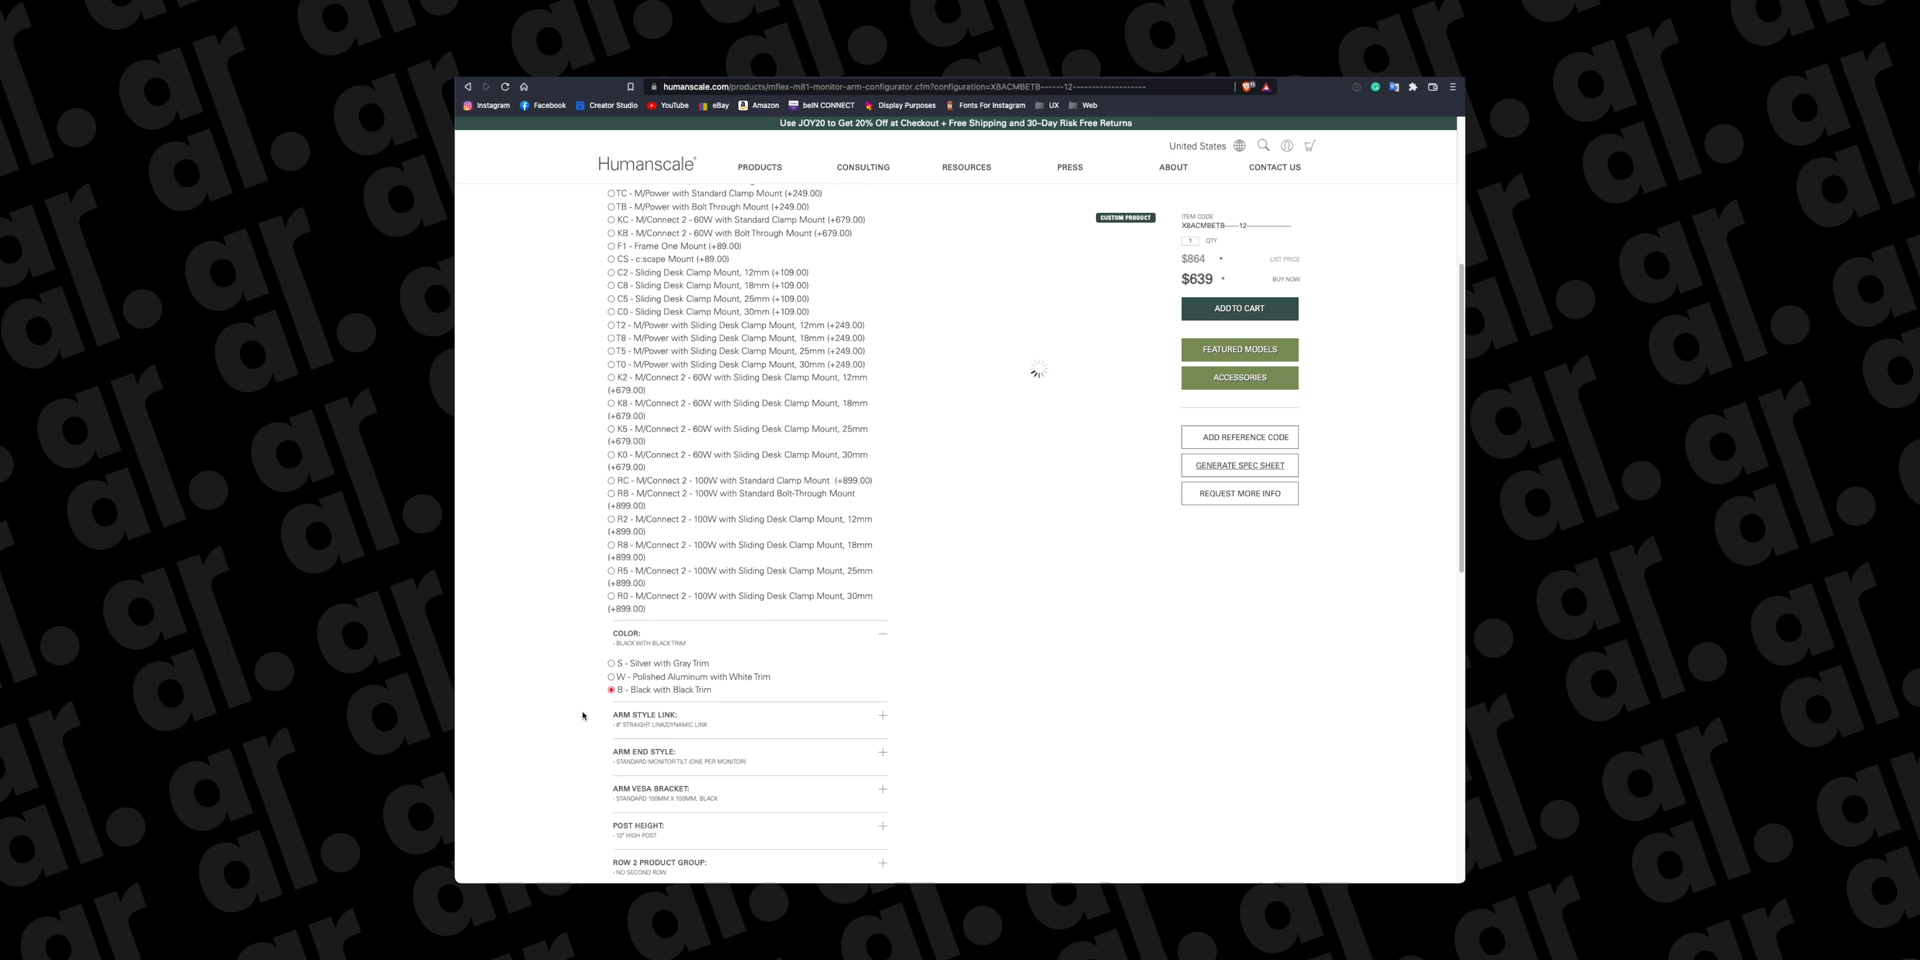 humanscale.com/products/mflex-m81-monitor-arm-configurator.cfm?configuration=X8ACMBETB------12--------------------
Instagram Facebook Creator Studio YouTube eBay Amazon beIN CONNECT Display Purposes Fonts For Instagram UX Web
Use JOY20 to Get 20% Off at Checkout + Free Shipping and 30-Day Risk Free Returns
United States
Humanscale®
PRODUCTS CONSULTING RESOURCES PRESS ABOUT CONTACT US
TC - M/Power with Standard Clamp Mount (+249.00)
TB - M/Power with Bolt Through Mount (+249.00)
KC - M/Connect 2 - 60W with Standard Clamp Mount (+679.00)
KB - M/Connect 2 - 60W with Bolt Through Mount (+679.00)
F1 - Frame One Mount (+89.00)
CS - c:scape Mount (+89.00)
C2 - Sliding Desk Clamp Mount, 12mm (+109.00)
C8 - Sliding Desk Clamp Mount, 18mm (+109.00)
C5 - Sliding Desk Clamp Mount, 25mm (+109.00)
C0 - Sliding Desk Clamp Mount, 30mm (+109.00)
T2 - M/Power with Sliding Desk Clamp Mount, 12mm (+249.00)
T8 - M/Power with Sliding Desk Clamp Mount, 18mm (+249.00)
T5 - M/Power with Sliding Desk Clamp Mount, 25mm (+249.00)
T0 - M/Power with Sliding Desk Clamp Mount, 30mm (+249.00)
K2 - M/Connect 2 - 60W with Sliding Desk Clamp Mount, 12mm
(+679.00)
K8 - M/Connect 2 - 60W with Sliding Desk Clamp Mount, 18mm
(+679.00)
K5 - M/Connect 2 - 60W with Sliding Desk Clamp Mount, 25mm
(+679.00)
K0 - M/Connect 2 - 60W with Sliding Desk Clamp Mount, 30mm
(+679.00)
RC - M/Connect 2 - 100W with Standard Clamp Mount (+899.00)
RB - M/Connect 2 - 100W with Standard Bolt-Through Mount
(+899.00)
R2 - M/Connect 2 - 100W with Sliding Desk Clamp Mount, 12mm
(+899.00)
R8 - M/Connect 2 - 100W with Sliding Desk Clamp Mount, 18mm
(+899.00)
R5 - M/Connect 2 - 100W with Sliding Desk Clamp Mount, 25mm
(+899.00)
R0 - M/Connect 2 - 100W with Sliding Desk Clamp Mount, 30mm
(+899.00)
COLOR:
- BLACK WITH BLACK TRIM
S - Silver with Gray Trim
W - Polished Aluminum with White Trim
B - Black with Black Trim
ARM STYLE LINK:
- 8" STRAIGHT LINK/DYNAMIC LINK
ARM END STYLE:
- STANDARD MONITOR TILT (ONE PER MONITOR)
ARM VESA BRACKET:
- STANDARD 100MM X 100MM, BLACK
POST HEIGHT:
- 12" HIGH POST
ROW 2 PRODUCT GROUP:
- NO SECOND ROW
CUSTOM PRODUCT
ITEM CODE
X8ACMBETB------12--------------------
1 QTY
$864 * LIST PRICE
$639 * BUY NOW
ADD TO CART
FEATURED MODELS
ACCESSORIES
ADD REFERENCE CODE
GENERATE SPEC SHEET
REQUEST MORE INFO